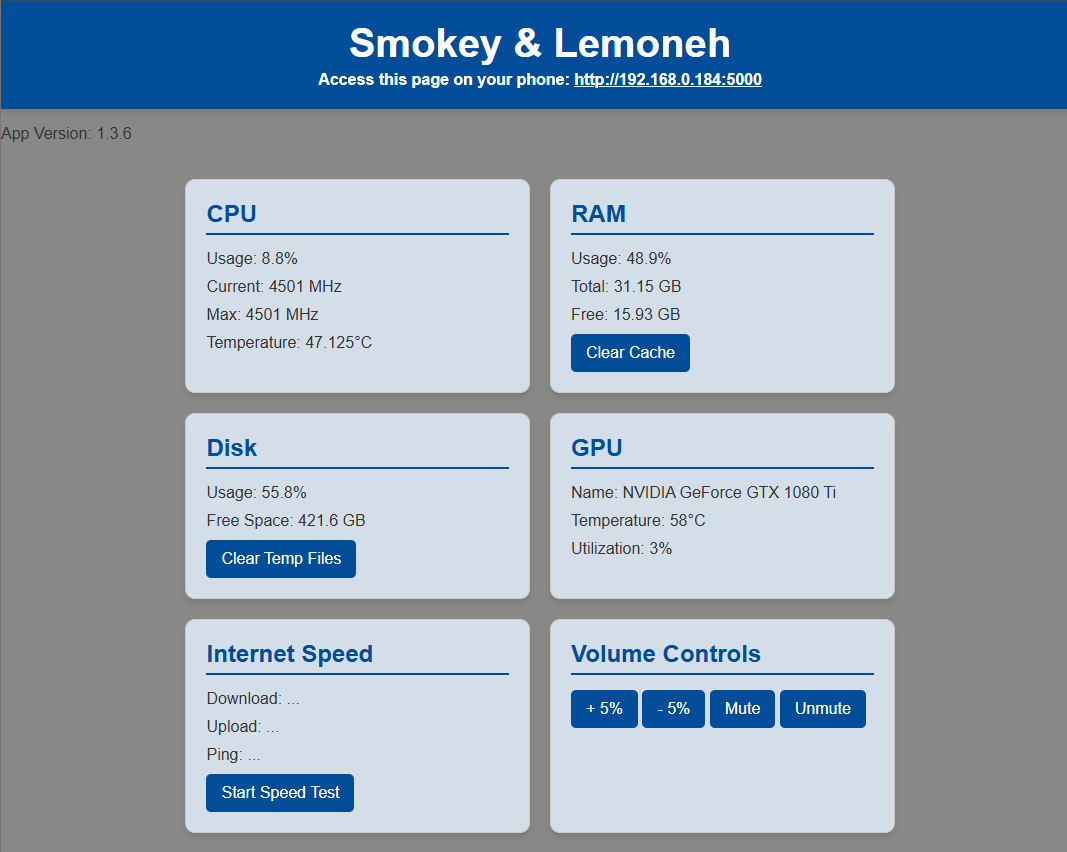 Smokey & Lemoneh
Access this page on your phone: http://192.168.0.184:5000
App Version: 1.3.6
CPU
Usage: 8.8%
Current: 4501 MHz
Max: 4501 MHz
Temperature: 47.125°C
RAM
Usage: 48.9%
Total: 31.15 GB
Free: 15.93 GB
Clear Cache
Disk
Usage: 55.8%
Free Space: 421.6 GB
Clear Temp Files
GPU
Name: NVIDIA GeForce GTX 1080 Ti
Temperature: 58°C
Utilization: 3%
Internet Speed
Download: ...
Upload: ...
Ping: ...
Start Speed Test
Volume Controls
+ 5% - 5% Mute Unmute